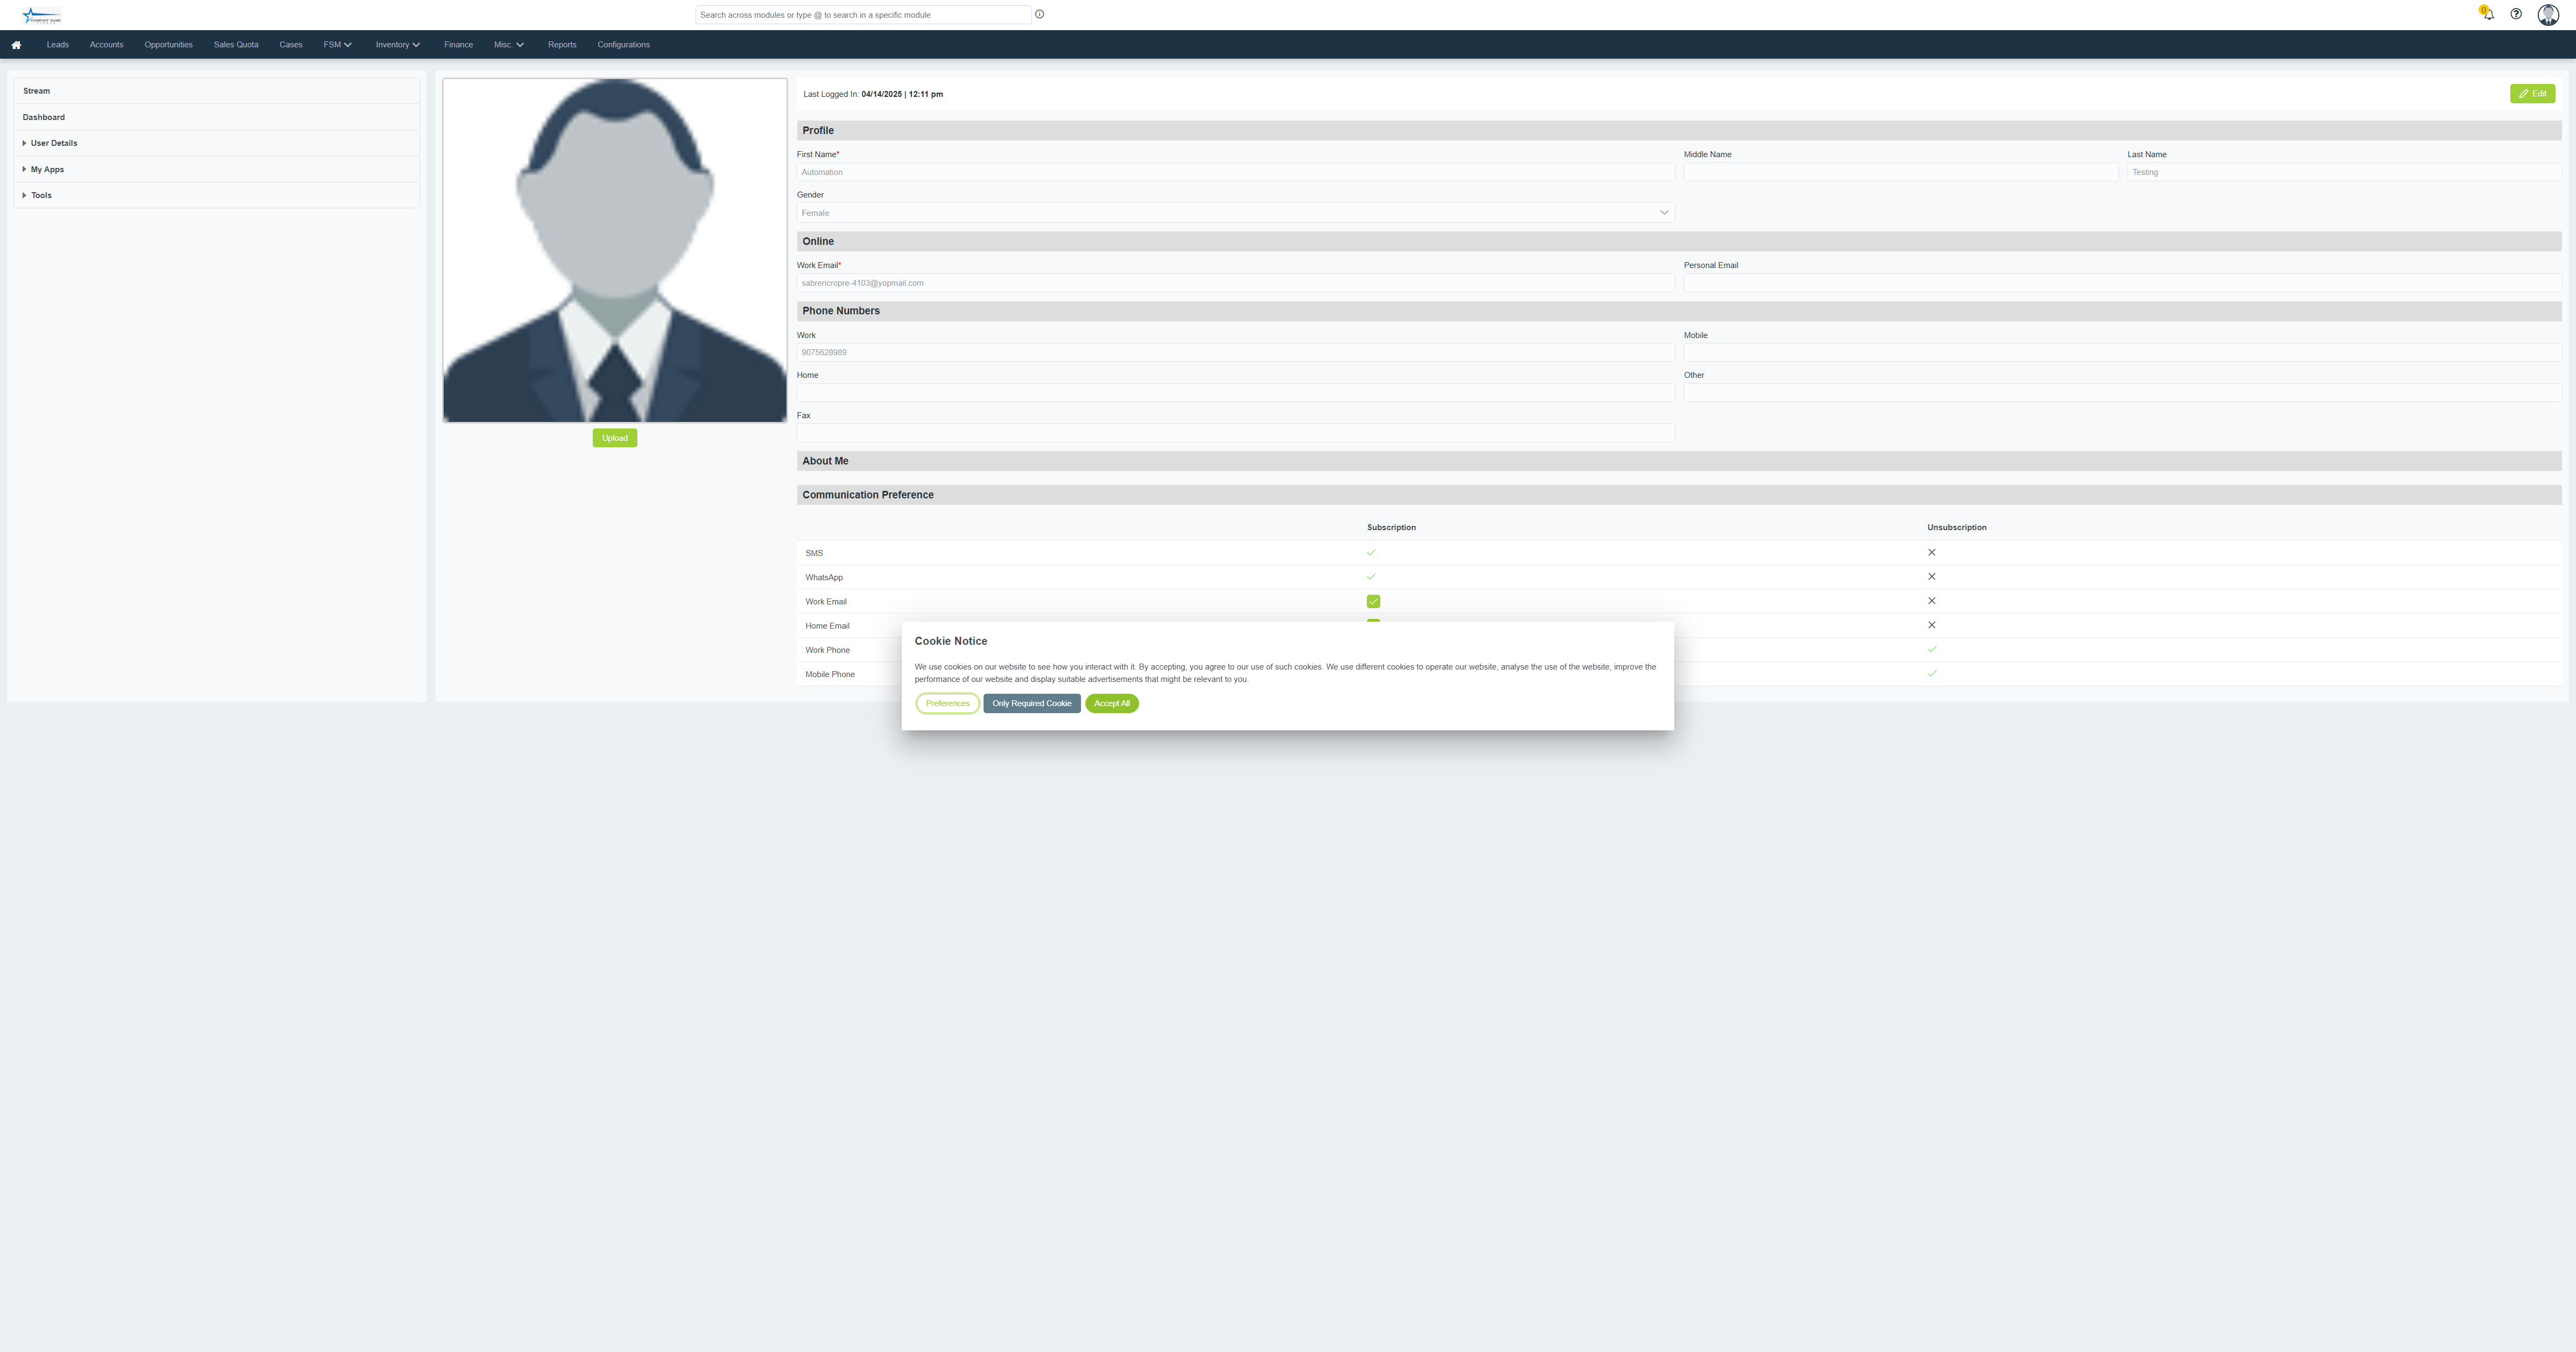 COMPANY NAME
Search across modules or type @ to search in a specific module
0
Leads Accounts Opportunities Sales Quota Cases FSM Inventory Finance Misc. Reports Configurations
Stream
Dashboard
User Details
My Apps
Tools
Upload
Last Logged In: 04/14/2025 | 12:11 pm
Edit
Profile
First Name* Middle Name Last Name
Automation Testing
Gender
Female
Online
Work Email* Personal Email
sabrericropre-4103@yopmail.com
Phone Numbers
Work Mobile
9075628989
Home Other
Fax
About Me
Communication Preference
Subscription Unsubscription
SMS
WhatsApp
Work Email
Home Email
Work Phone
Mobile Phone
Cookie Notice
We use cookies on our website to see how you interact with it. By accepting, you agree to our use of such cookies. We use different cookies to operate our website, analyse the use of the website, improve the
performance of our website and display suitable advertisements that might be relevant to you.
Preferences Only Required Cookie Accept All